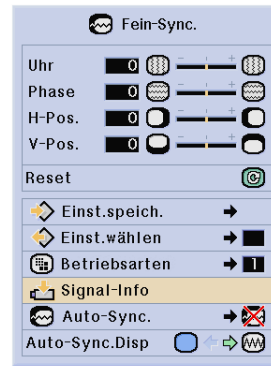 Fein-Sync.
Uhr 0 - +
Phase 0 - +
H-Pos. 0 - +
V-Pos. 0 - +
Reset
Einst.speich.
Einst.wählen
Betriebsarten 1
Signal-Info
Auto-Sync.
Auto-Sync.Disp